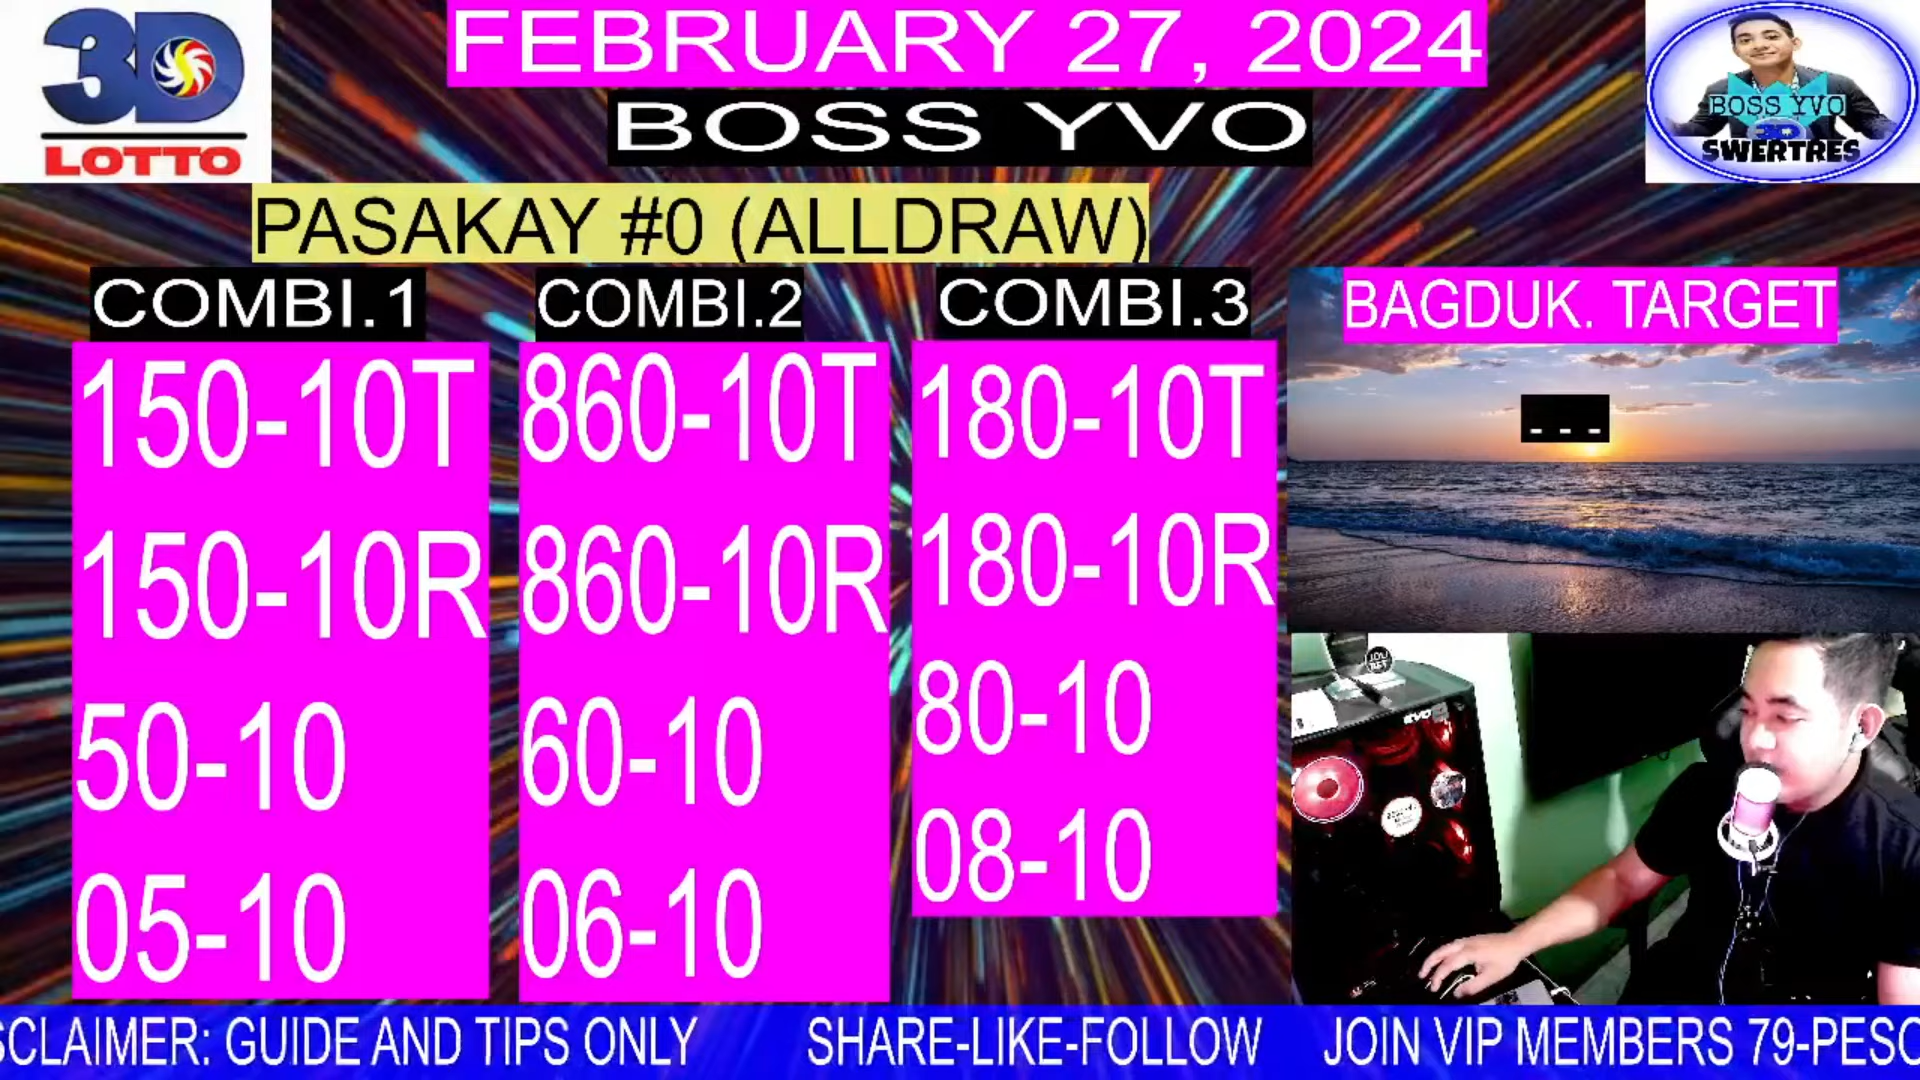 3D
LOTTO
FEBRUARY 27, 2024
BOSS YVO
BOSS YVO
3D
SWERTRES
PASAKAY #0 (ALLDRAW)
COMBI.1
150-10T
150-10R
50-10
05-10
COMBI.2
860-10T
860-10R
60-10
06-10
COMBI.3
180-10T
180-10R
80-10
08-10
BAGDUK. TARGET
- - -
EVO
SCLAIMER: GUIDE AND TIPS ONLY SHARE-LIKE-FOLLOW JOIN VIP MEMBERS 79-PESO